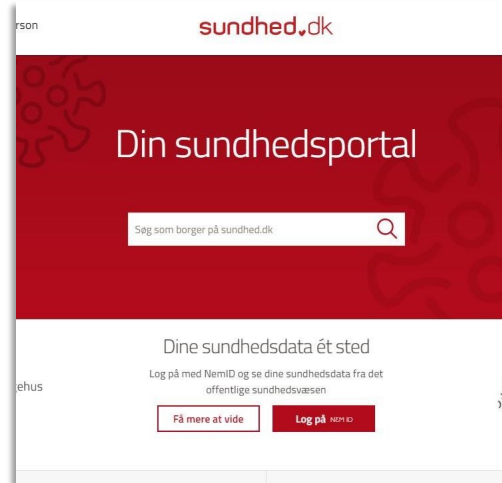 rson
sundhed.dk
Din sundhedsportal
Søg som borger på sundhed.dk
Dine sundhedsdata ét sted
Log på med NemID og se dine sundhedsdata fra det
offentlige sundhedsvæsen
ehus
Få mere at vide
Log på NEM ID